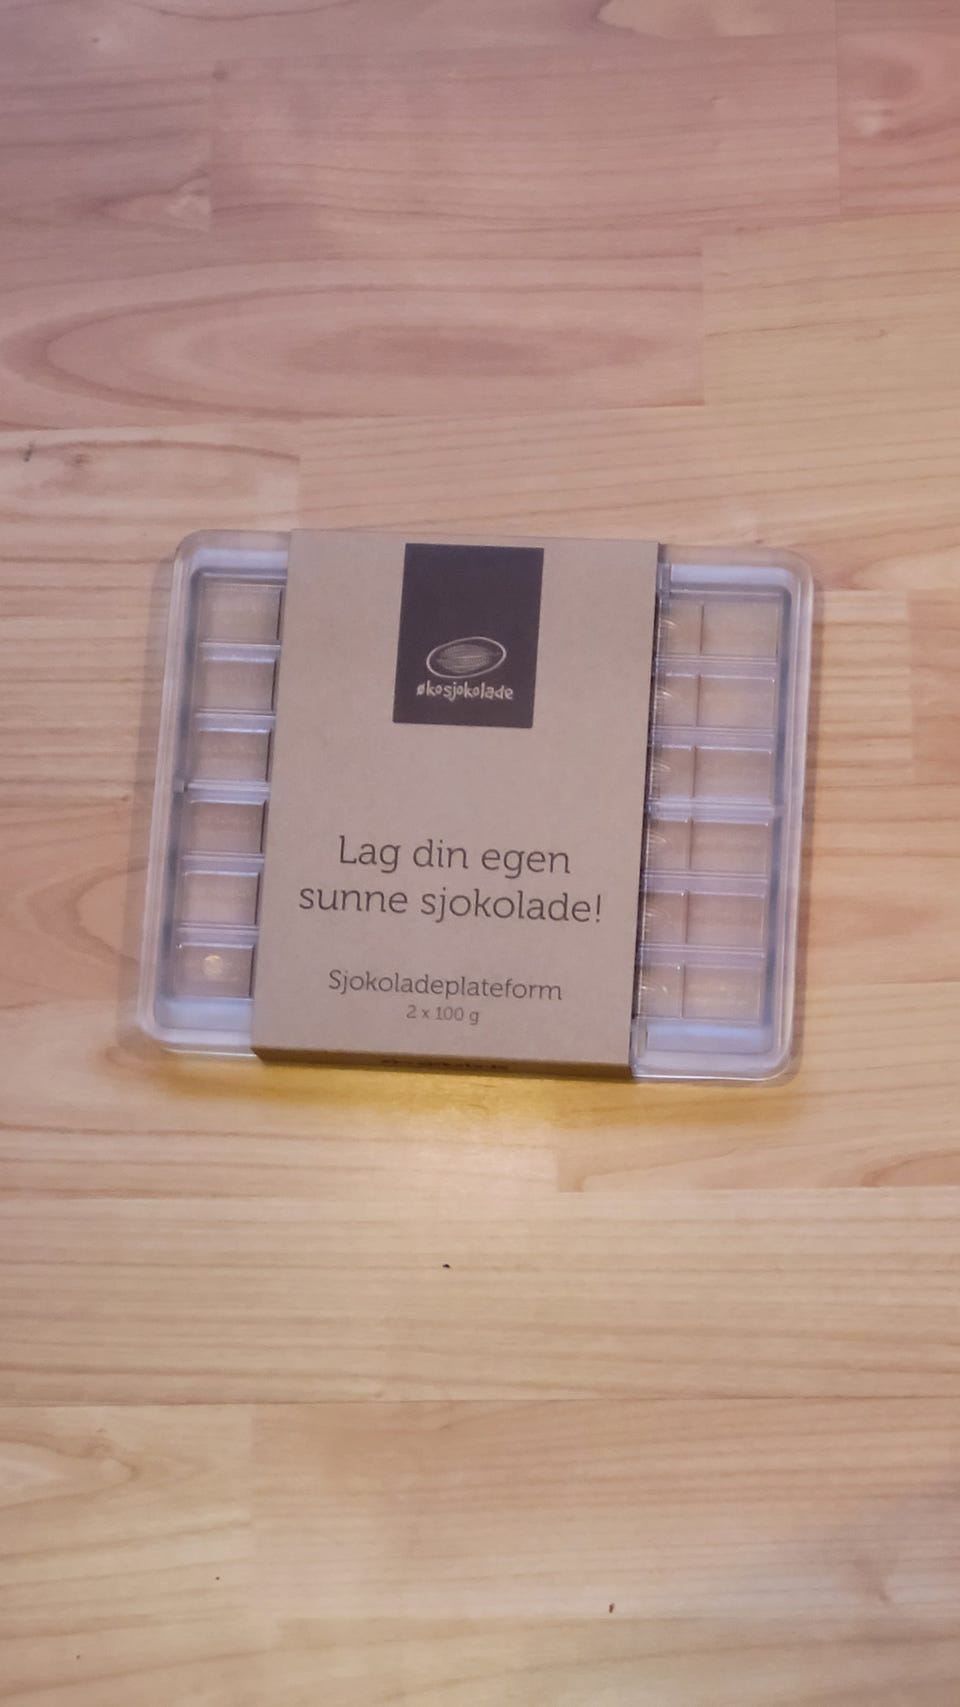 økosjokolade
Lag din egen
sunne sjokolade!
Sjokoladeplateform
2 x 100 g